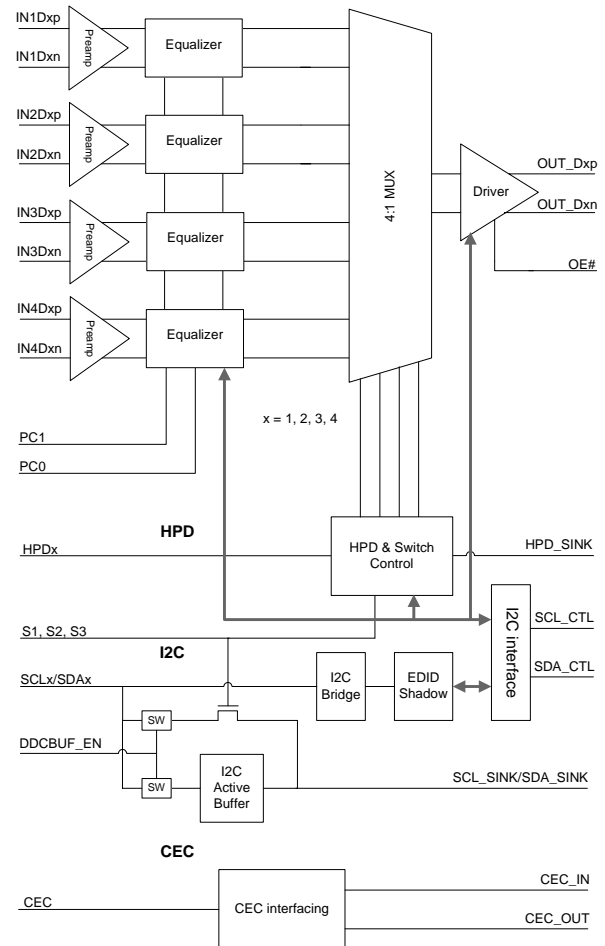 IN1Dxp
IN1Dxn
Preamp
Equalizer
IN2Dxp
IN2Dxn
Preamp
Equalizer
IN3Dxp
IN3Dxn
Preamp
Equalizer
IN4Dxp
IN4Dxn
Preamp
Equalizer
4:1 MUX
Driver
OUT_Dxp
OUT_Dxn
OE#
x = 1, 2, 3, 4
PC1
PC0
HPD
HPDx
HPD & Switch
Control
HPD_SINK
S1, S2, S3
I2C
SCLx/SDAx
I2C
Bridge
EDID
Shadow
I2C interface
SCL_CTL
SDA_CTL
SW
DDCBUF_EN
SW
I2C
Active
Buffer
SCL_SINK/SDA_SINK
CEC
CEC
CEC interfacing
CEC_IN
CEC_OUT